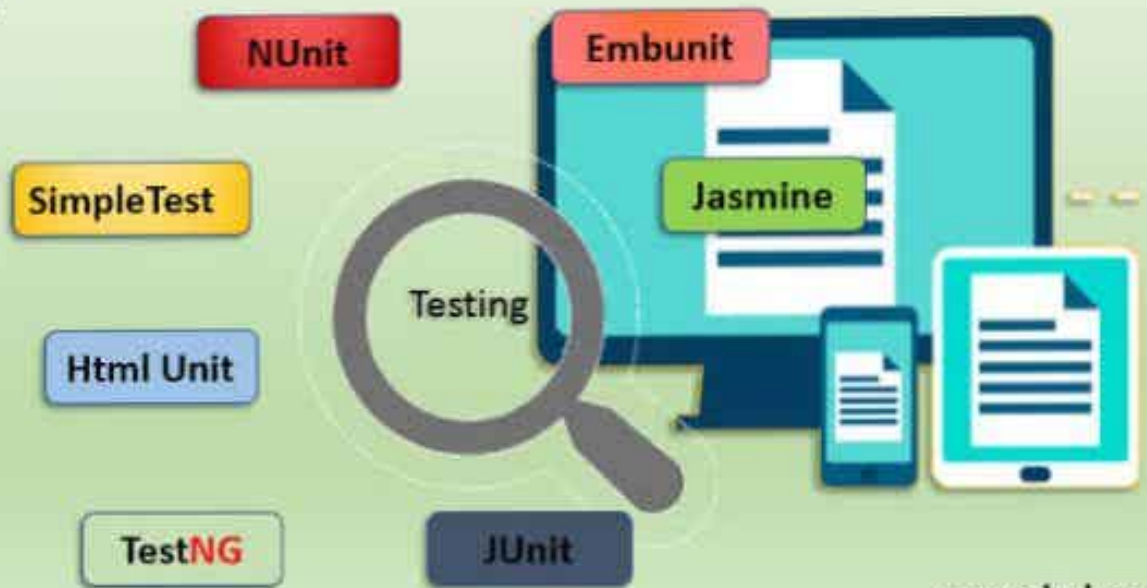 NUnit
Embunit
SimpleTest
Jasmine
Testing
Html Unit
TestNG
JUnit